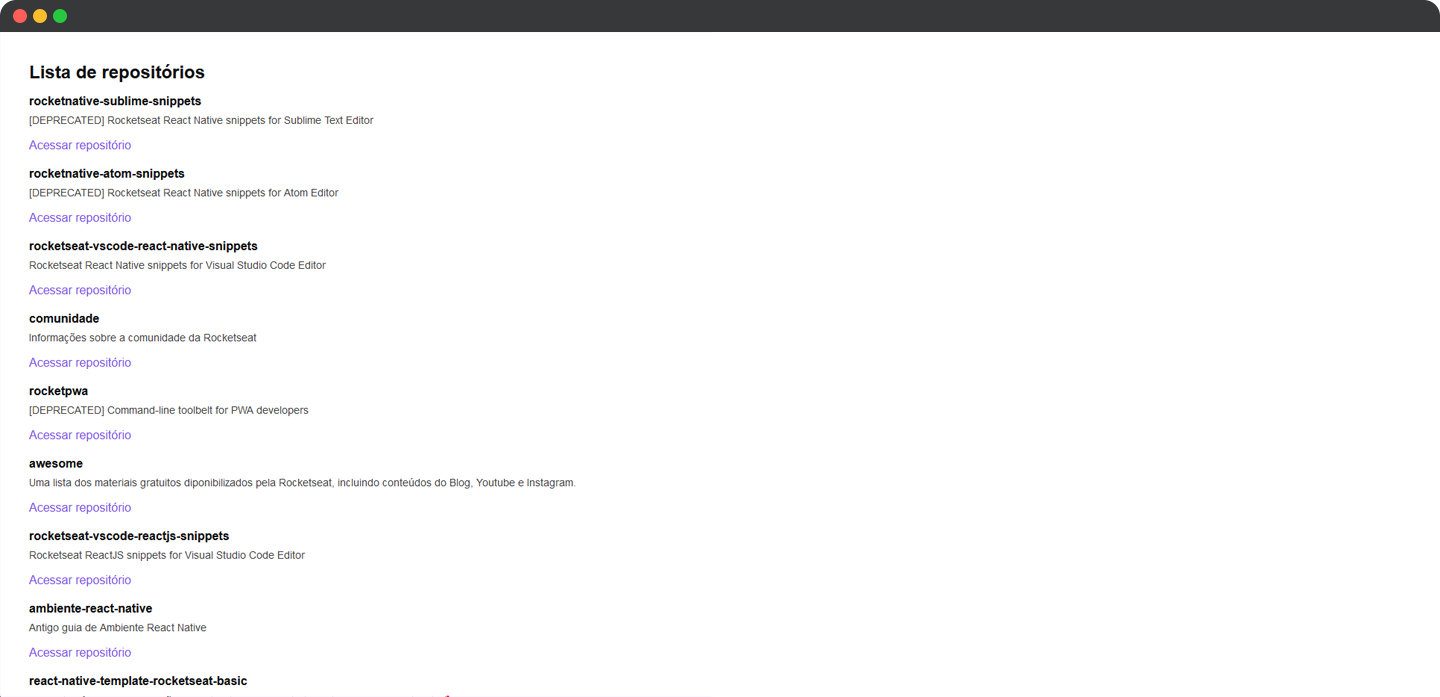 Lista de repositórios
rocketnative-sublime-snippets
[DEPRECATED] Rocketseat React Native snippets for Sublime Text Editor
Acessar repositório
rocketnative-atom-snippets
[DEPRECATED] Rocketseat React Native snippets for Atom Editor
Acessar repositório
rocketseat-vscode-react-native-snippets
Rocketseat React Native snippets for Visual Studio Code Editor
Acessar repositório
comunidade
Informações sobre a comunidade da Rocketseat
Acessar repositório
rocketpwa
[DEPRECATED] Command-line toolbelt for PWA developers
Acessar repositório
awesome
Uma lista dos materiais gratuitos diponibilizados pela Rocketseat, incluindo conteúdos do Blog, Youtube e Instagram.
Acessar repositório
rocketseat-vscode-reactjs-snippets
Rocketseat ReactJS snippets for Visual Studio Code Editor
Acessar repositório
ambiente-react-native
Antigo guia de Ambiente React Native
Acessar repositório
react-native-template-rocketseat-basic